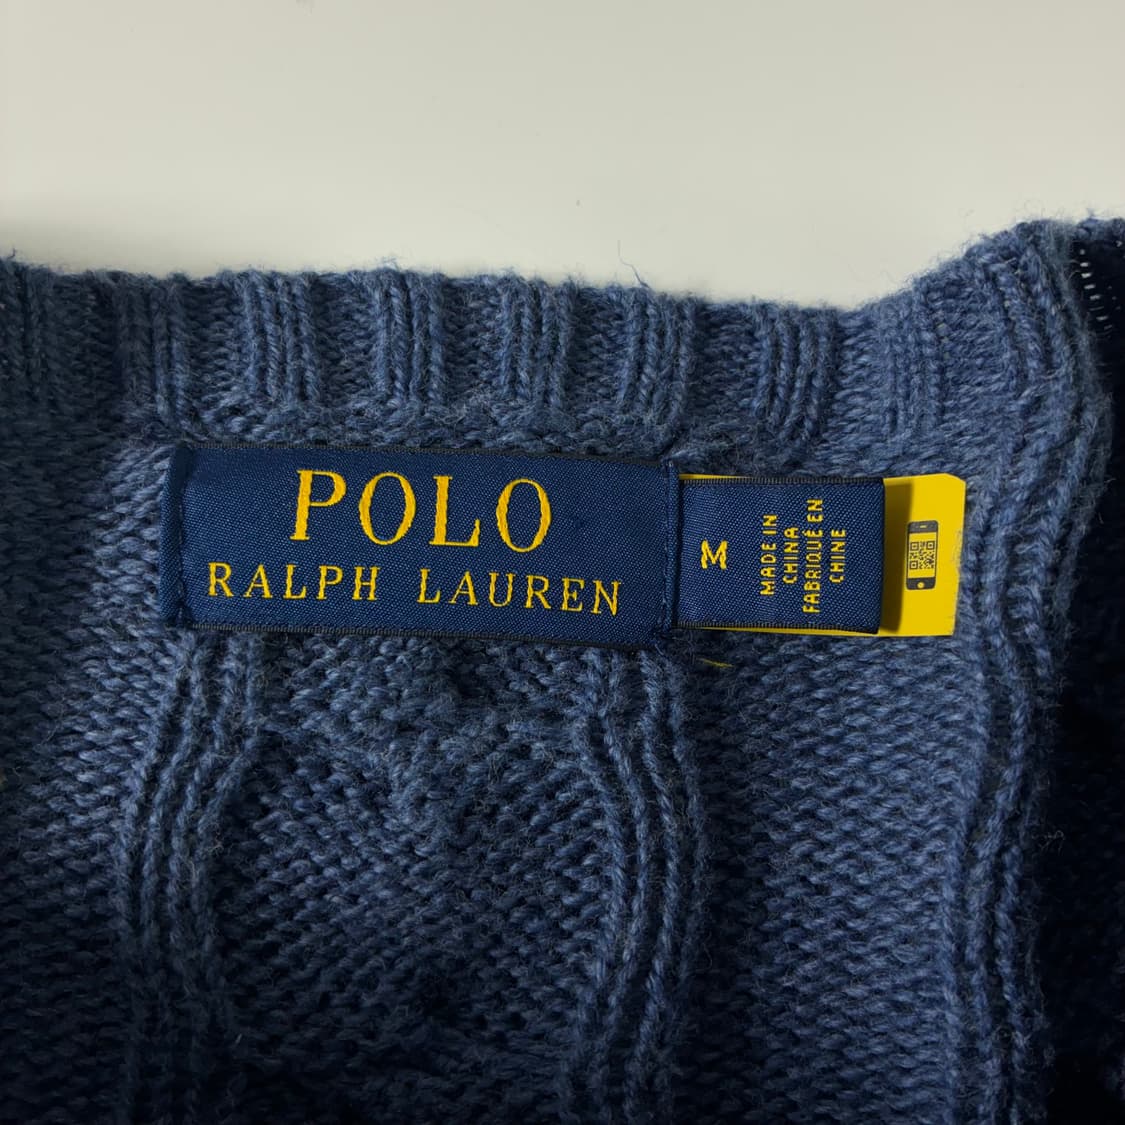 POLO
RALPH LAUREN
M
MADE IN
CHINA
FABRIQUÉ EN
CHINE